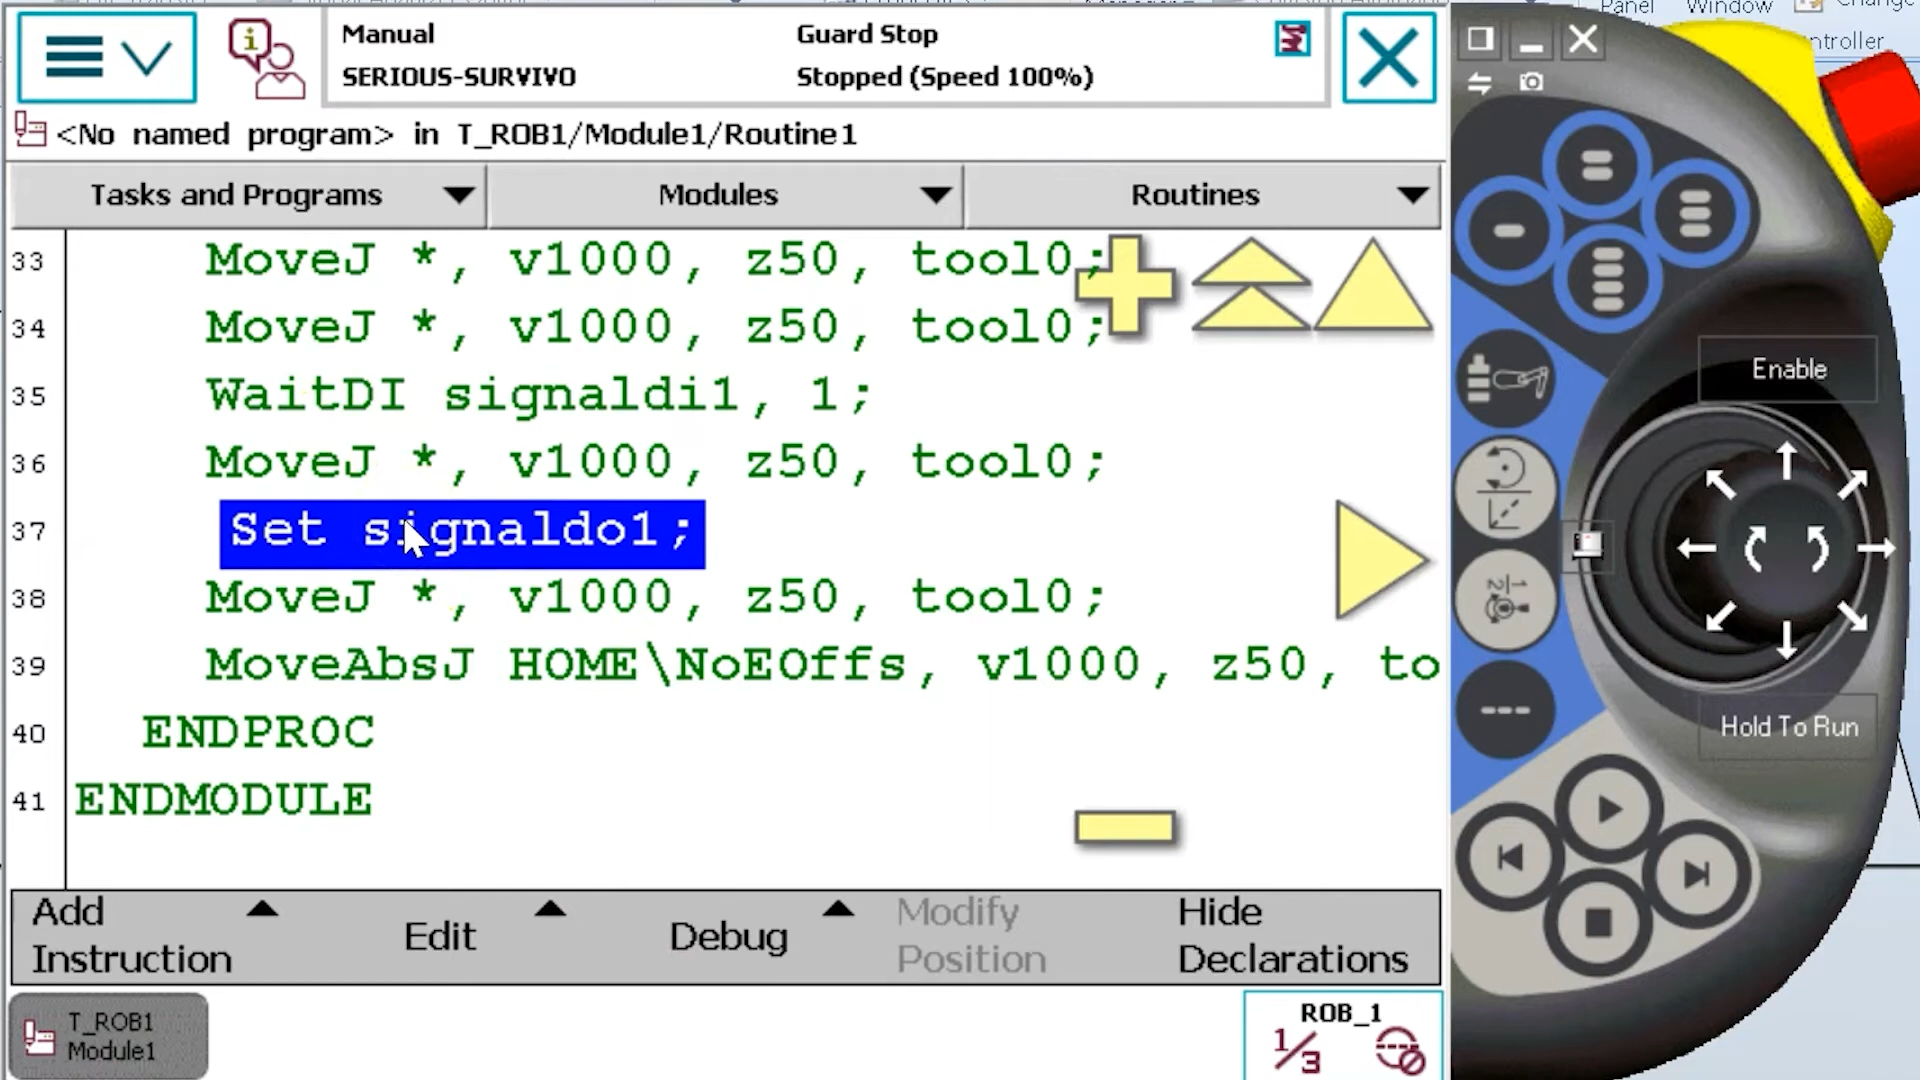 Panel Window Change
ntroller
Manual Guard Stop
SERIOUS-SURVIVO Stopped (Speed 100%)
<No named program> in T_ROB1/Module1/Routine1
Tasks and Programs Modules Routines
33 MoveJ *, v1000, z50, tool0;
34 MoveJ *, v1000, z50, tool0;
35 WaitDI signaldi1, 1;
36 MoveJ *, v1000, z50, tool0;
37 Set signaldo1;
38 MoveJ *, v1000, z50, tool0;
39 MoveAbsJ HOME\NoEOffs, v1000, z50, to
40 ENDPROC
41 ENDMODULE
Enable
Hold To Run
Add Instruction Edit Debug Modify Position Hide Declarations
T_ROB1
Module1
ROB_1
1/3